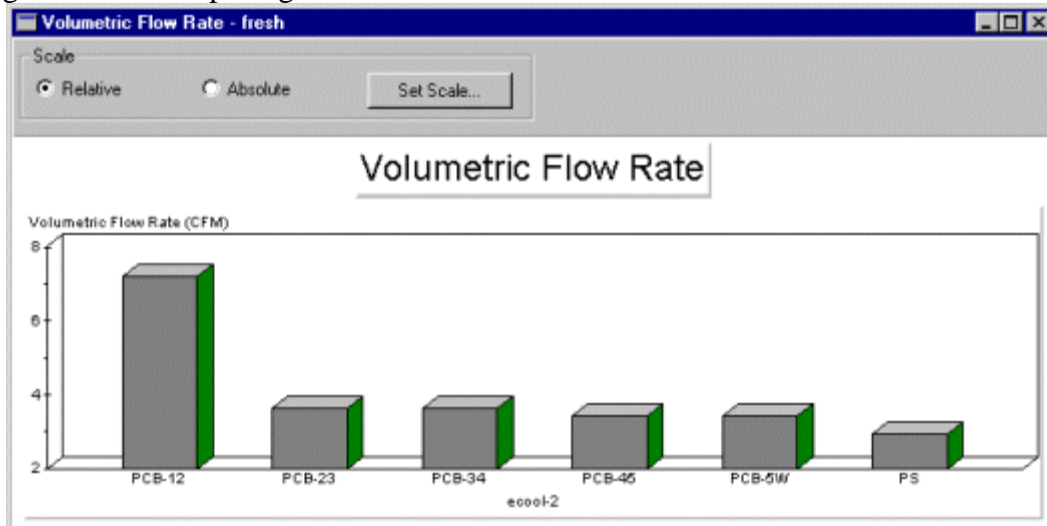 Volumetric Flow Rate - fresh
Scale
Relative Absolute Set Scale...
Volumetric Flow Rate
Volumetric Flow Rate (CFM)
8
6
4
2
PCB-12 PCB-23 PCB-34 PCB-45 PCB-5W PS
ecool-2